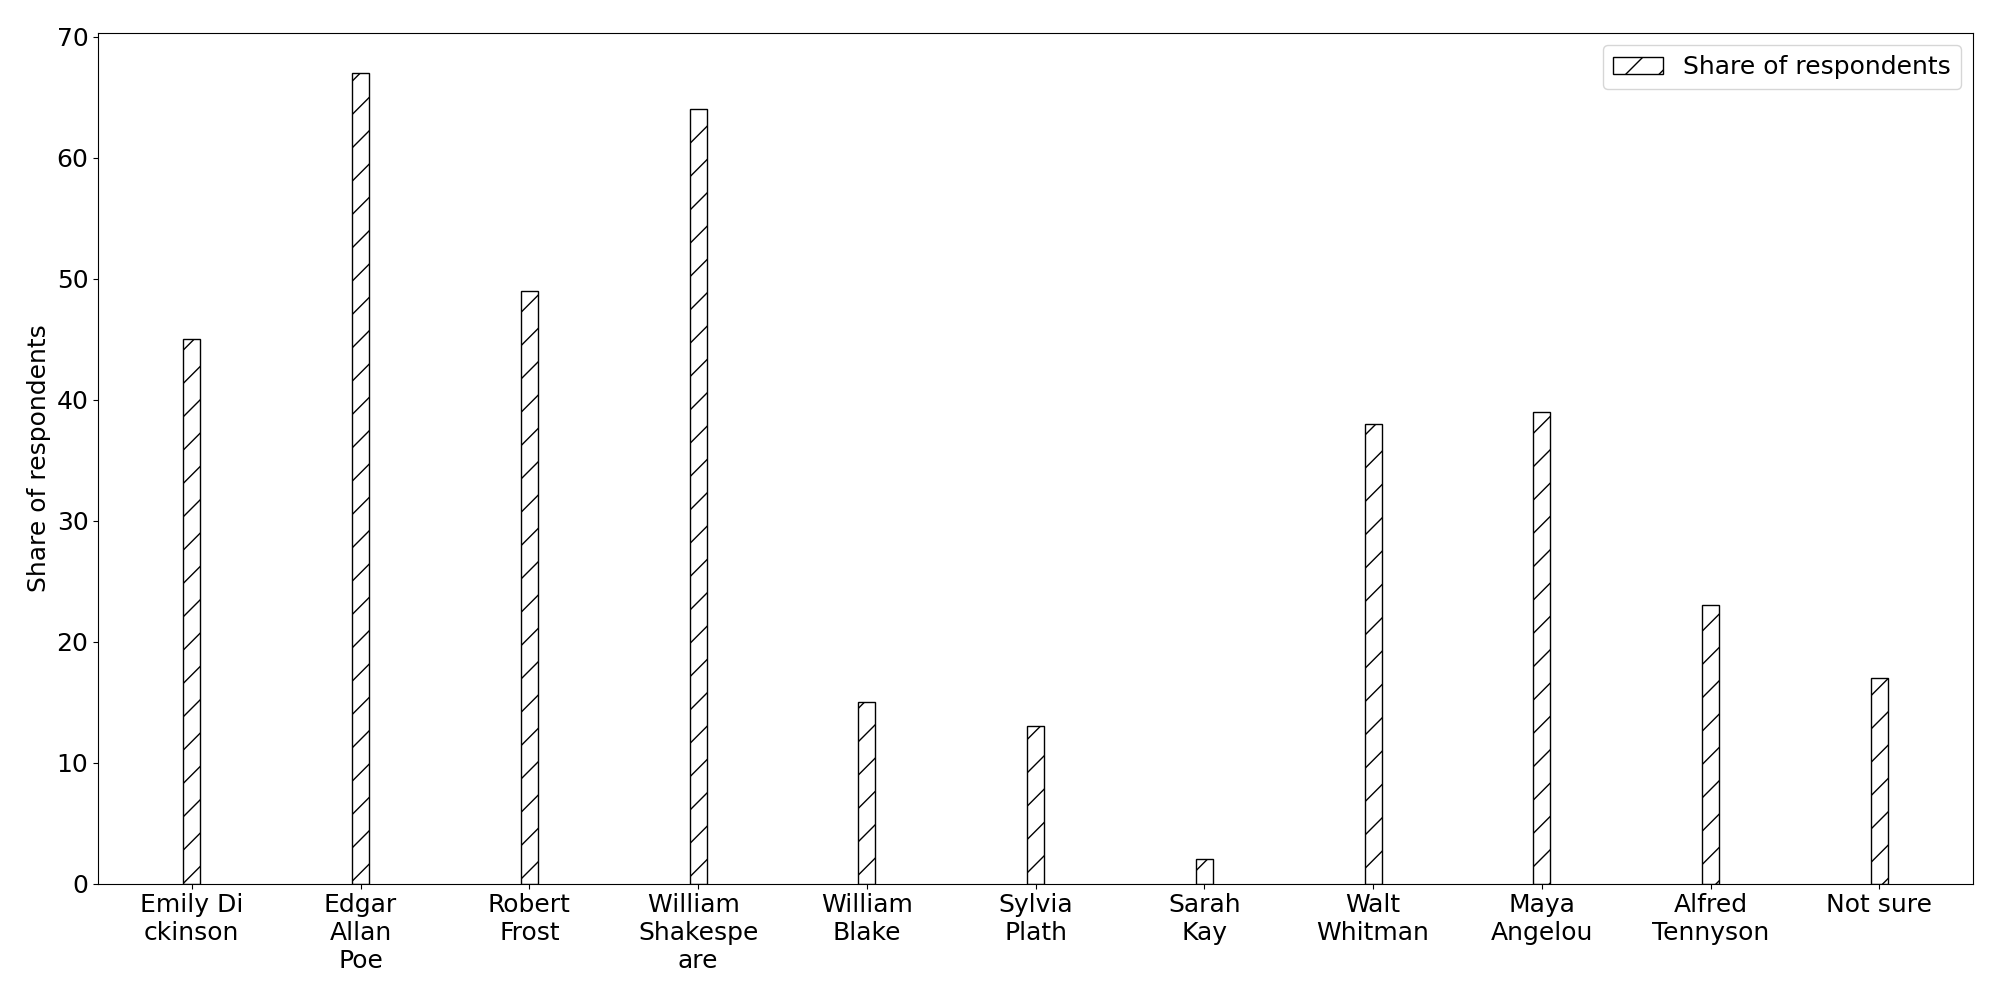 70
60
50
40
30
20
10
0
Share of respondents
Share of respondents
Emily Di
ckinson
Edgar
Allan
Poe
Robert
Frost
William
Shakespe
are
William
Blake
Sylvia
Plath
Sarah
Kay
Walt
Whitman
Maya
Angelou
Alfred
Tennyson
Not sure